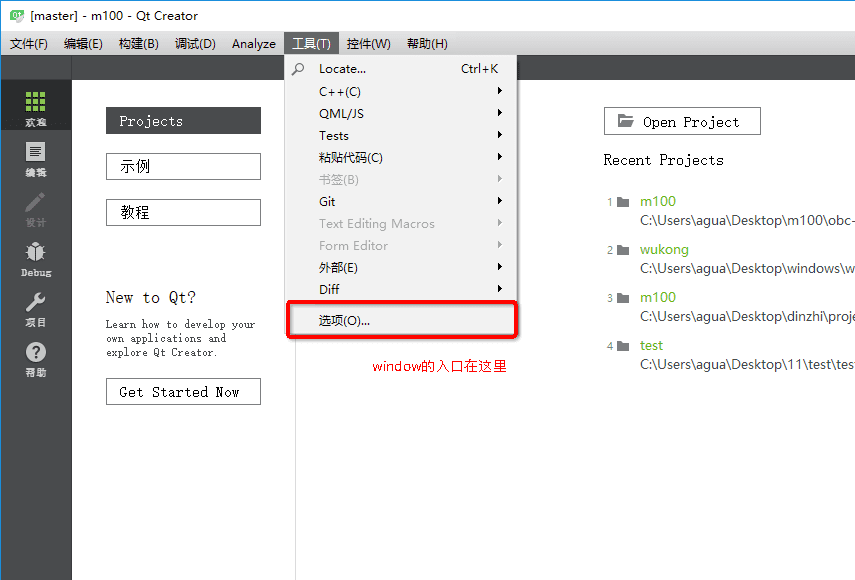 [master] - m100 - Qt Creator
文件(F) 编辑(E) 构建(B) 调试(D) Analyze 工具(T) 控件(W) 帮助(H)
Locate... Ctrl+K
C++(C)
QML/JS
Tests
粘贴代码(C)
书签(B)
Git
Text Editing Macros
Form Editor
外部(E)
Diff
选项(O)...
window的入口在这里
欢迎
编辑
设计
Debug
项目
帮助
Projects
示例
教程
New to Qt?
Learn how to develop your
own applications and
explore Qt Creator.
Get Started Now
Open Project
Recent Projects
1 m100
C:\Users\agua\Desktop\m100\obc-
2 wukong
C:\Users\agua\Desktop\windows\w
3 m100
C:\Users\agua\Desktop\dinzhi\proje
4 test
C:\Users\agua\Desktop\11\test\test